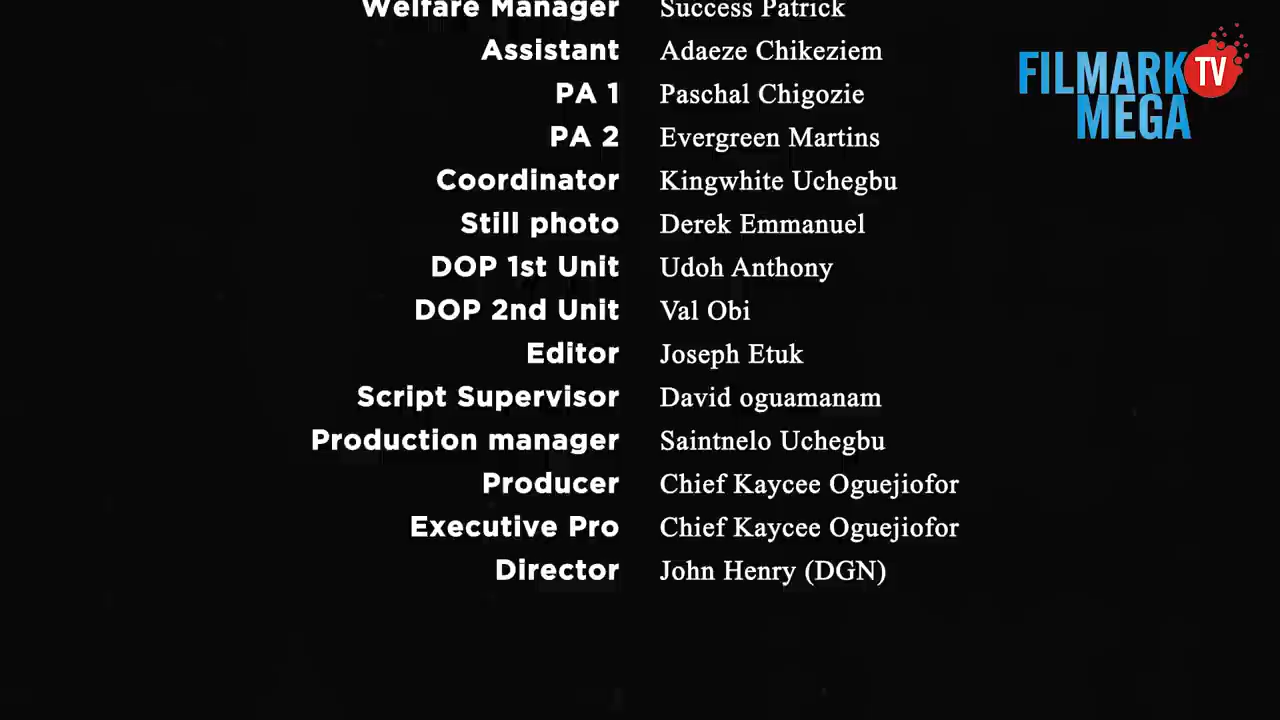 Welfare Manager Success Patrick
Assistant Adaeze Chikeziem
PA 1 Paschal Chigozie
PA 2 Evergreen Martins
Coordinator Kingwhite Uchegbu
Still photo Derek Emmanuel
DOP 1st Unit Udoh Anthony
DOP 2nd Unit Val Obi
Editor Joseph Etuk
Script Supervisor David oguamanam
Production manager Saintnelo Uchegbu
Producer Chief Kaycee Oguejiofor
Executive Pro Chief Kaycee Oguejiofor
Director John Henry (DGN)
FILMARK TV
MEGA